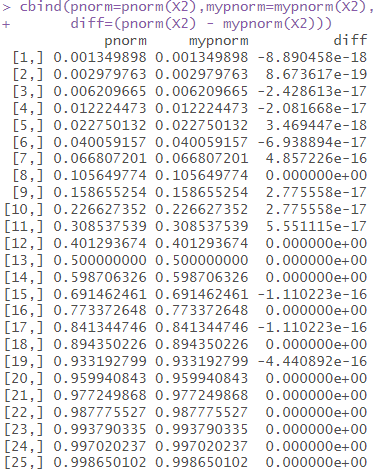 > cbind(pnorm=pnorm(X2),mypnorm=mypnorm(X2),
+ diff=(pnorm(X2) - mypnorm(X2)))
pnorm mypnorm diff
[1,] 0.001349898 0.001349898 -8.890458e-18
[2,] 0.002979763 0.002979763 8.673617e-19
[3,] 0.006209665 0.006209665 -2.428613e-17
[4,] 0.012224473 0.012224473 -2.081668e-17
[5,] 0.022750132 0.022750132 3.469447e-18
[6,] 0.040059157 0.040059157 -6.938894e-17
[7,] 0.066807201 0.066807201 4.857226e-16
[8,] 0.105649774 0.105649774 0.000000e+00
[9,] 0.158655254 0.158655254 2.775558e-17
[10,] 0.226627352 0.226627352 2.775558e-17
[11,] 0.308537539 0.308537539 5.551115e-17
[12,] 0.401293674 0.401293674 0.000000e+00
[13,] 0.500000000 0.500000000 0.000000e+00
[14,] 0.598706326 0.598706326 0.000000e+00
[15,] 0.691462461 0.691462461 -1.110223e-16
[16,] 0.773372648 0.773372648 0.000000e+00
[17,] 0.841344746 0.841344746 -1.110223e-16
[18,] 0.894350226 0.894350226 0.000000e+00
[19,] 0.933192799 0.933192799 -4.440892e-16
[20,] 0.959940843 0.959940843 0.000000e+00
[21,] 0.977249868 0.977249868 0.000000e+00
[22,] 0.987775527 0.987775527 0.000000e+00
[23,] 0.993790335 0.993790335 0.000000e+00
[24,] 0.997020237 0.997020237 0.000000e+00
[25,] 0.998650102 0.998650102 0.000000e+00